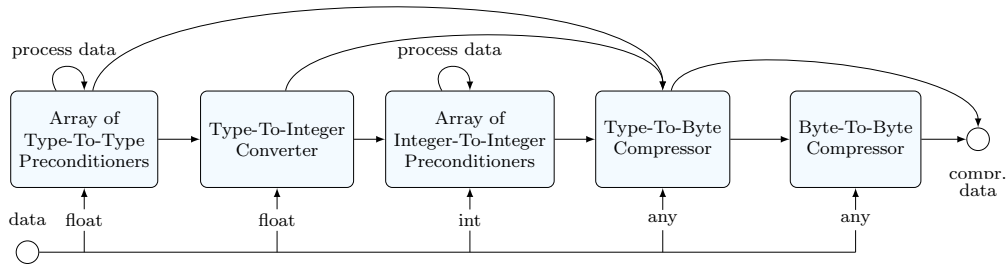 process data
process data
Array of
Type-To-Type
Preconditioners
Type-To-Integer
Converter
Array of
Integer-To-Integer
Preconditioners
Type-To-Byte
Compressor
Byte-To-Byte
Compressor
compr.
data
data
float
float
int
any
any